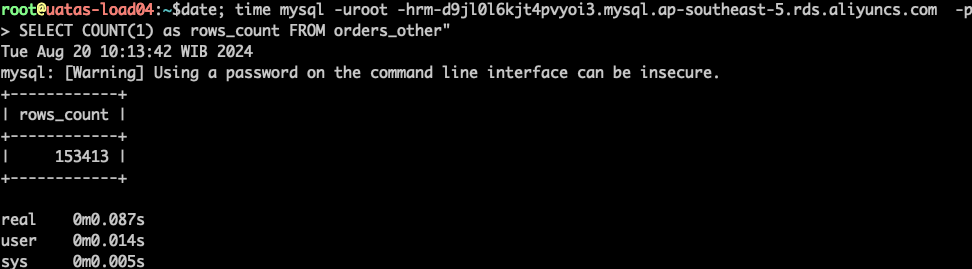 root@uatas-load04:~$date; time mysql -uroot -hrm-d9jl0l6kjt4pvyoi3.mysql.ap-southeast-5.rds.aliyuncs.com  -p
> SELECT COUNT(1) as rows_count FROM orders_other"
Tue Aug 20 10:13:42 WIB 2024
mysql: [Warning] Using a password on the command line interface can be insecure.
+------------+
| rows_count |
+------------+
|     153413 |
+------------+
real    0m0.087s
user    0m0.014s
sys     0m0.005s